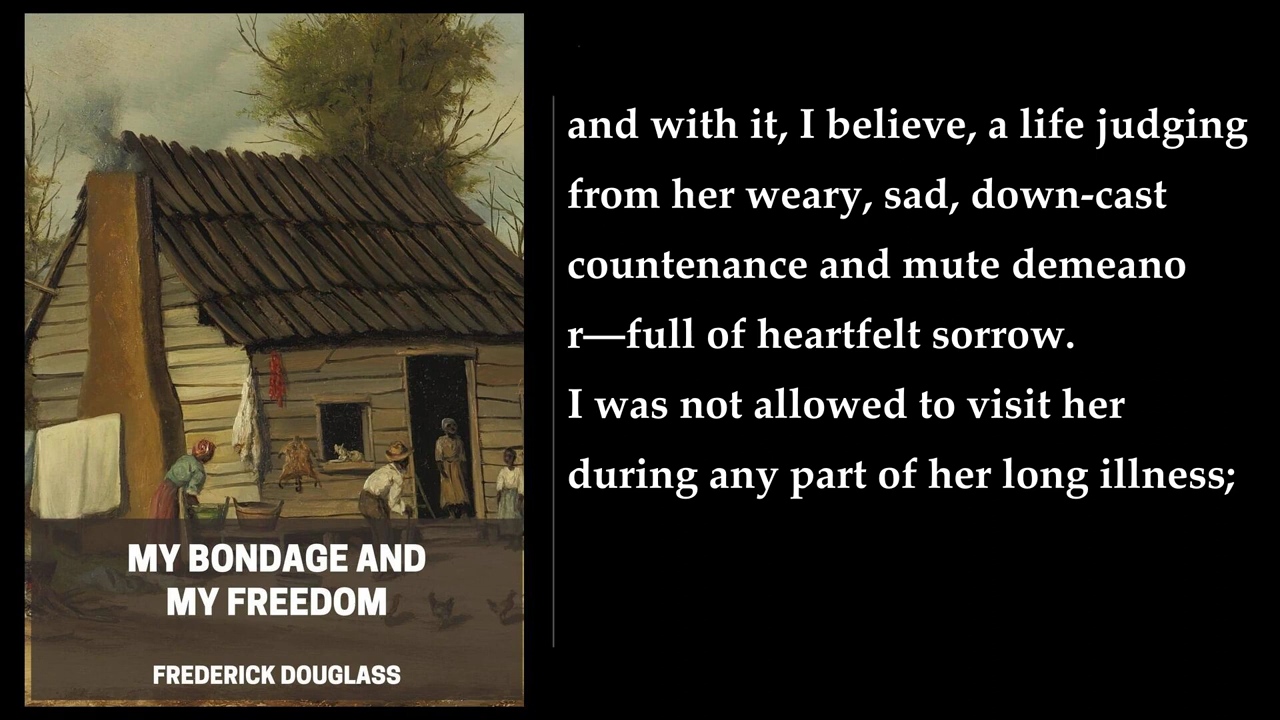 MY BONDAGE AND
MY FREEDOM
FREDERICK DOUGLASS
and with it, I believe, a life judging
from her weary, sad, down-cast
countenance and mute demeano
r—full of heartfelt sorrow.
I was not allowed to visit her
during any part of her long illness;